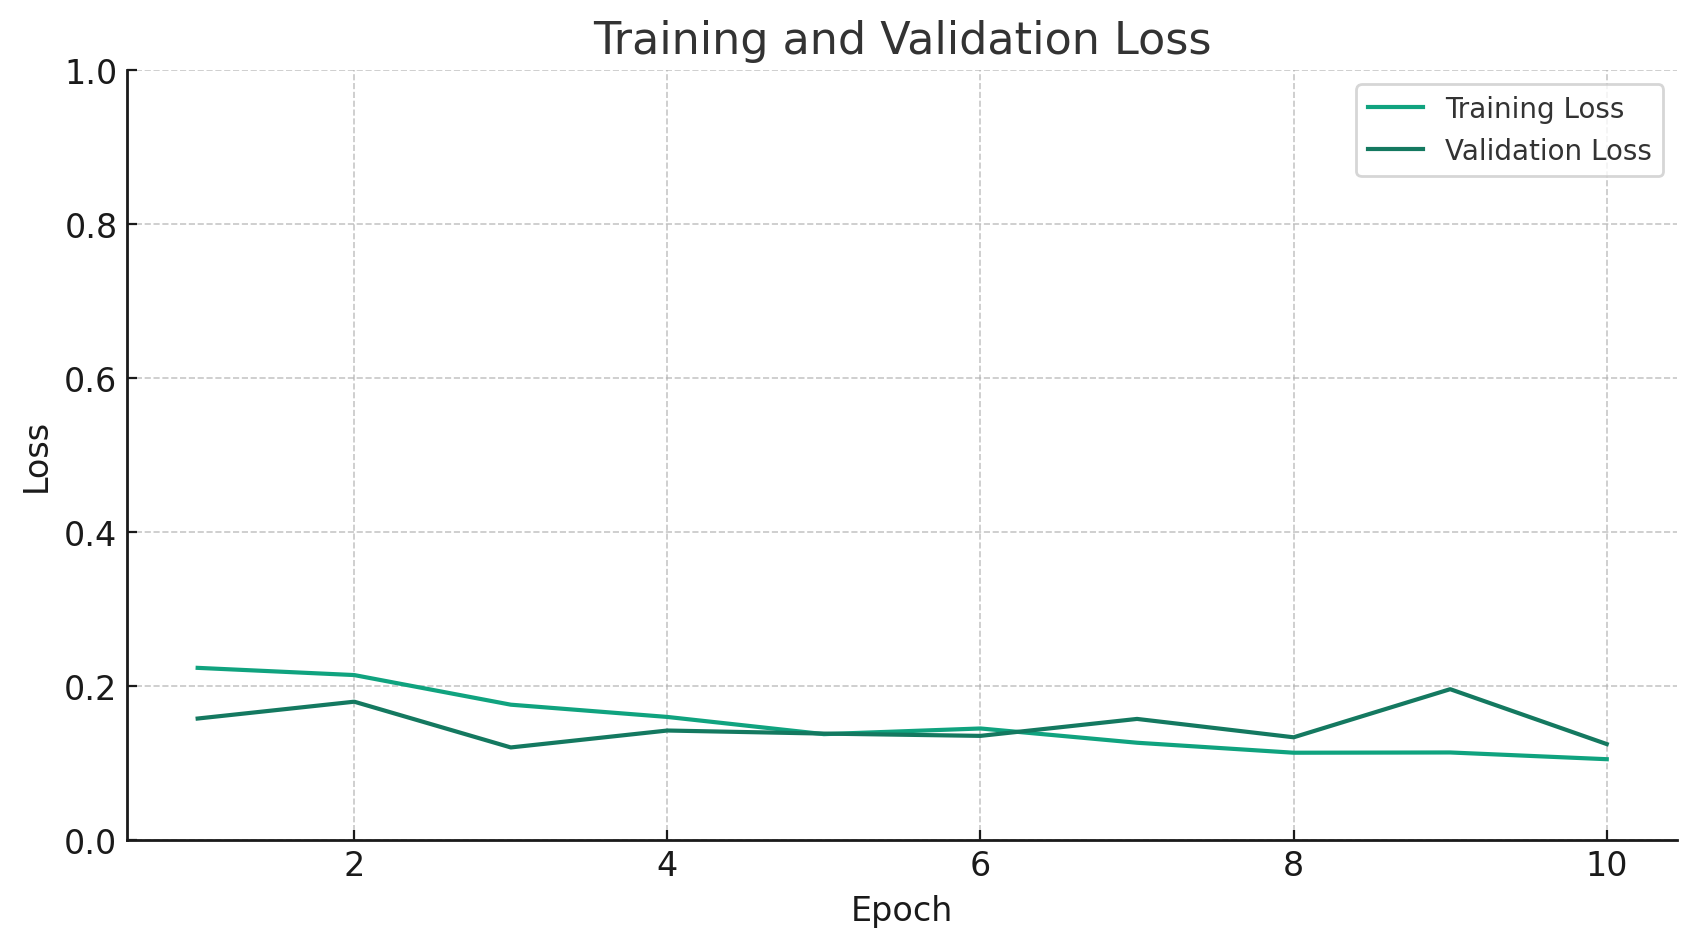 Training and Validation Loss
1.0
Training Loss
Validation Loss
0.8
0.6
Loss
0.4
0.2
0.0
2 4 6 8 10
Epoch